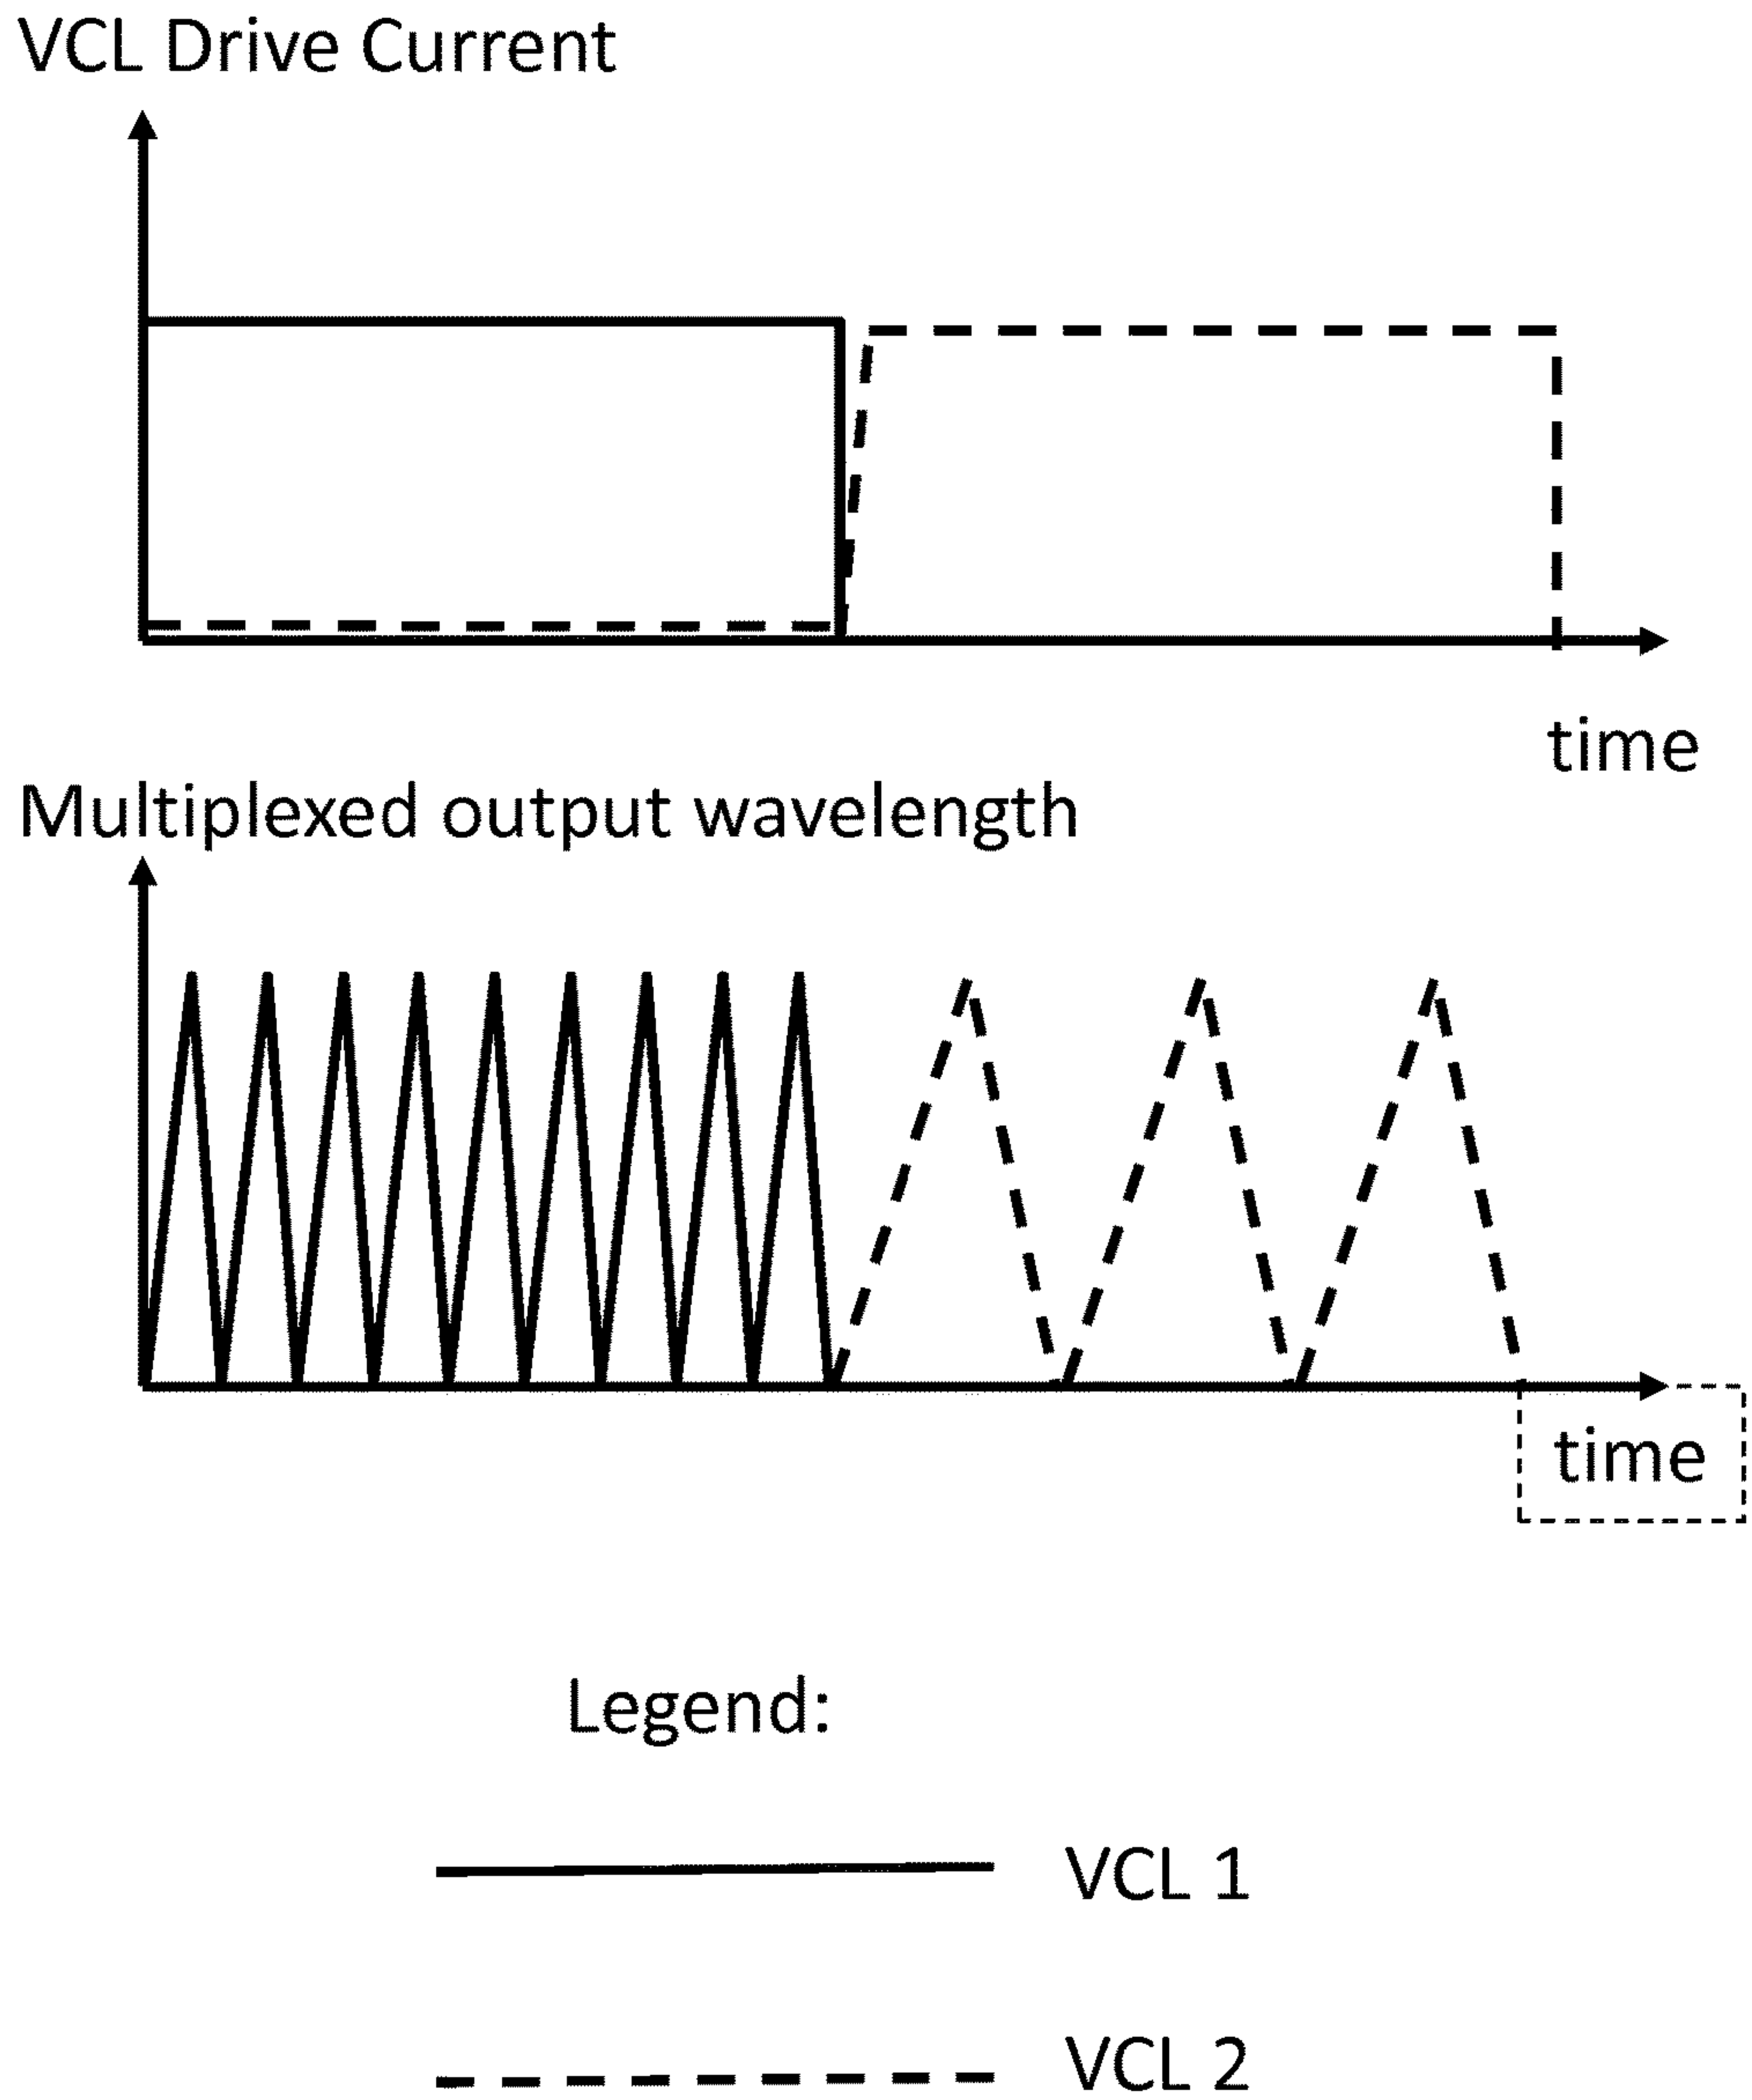 VCL Drive Current
time
Multiplexed output wavelength
time
Legend:
VCL 1
VCL 2